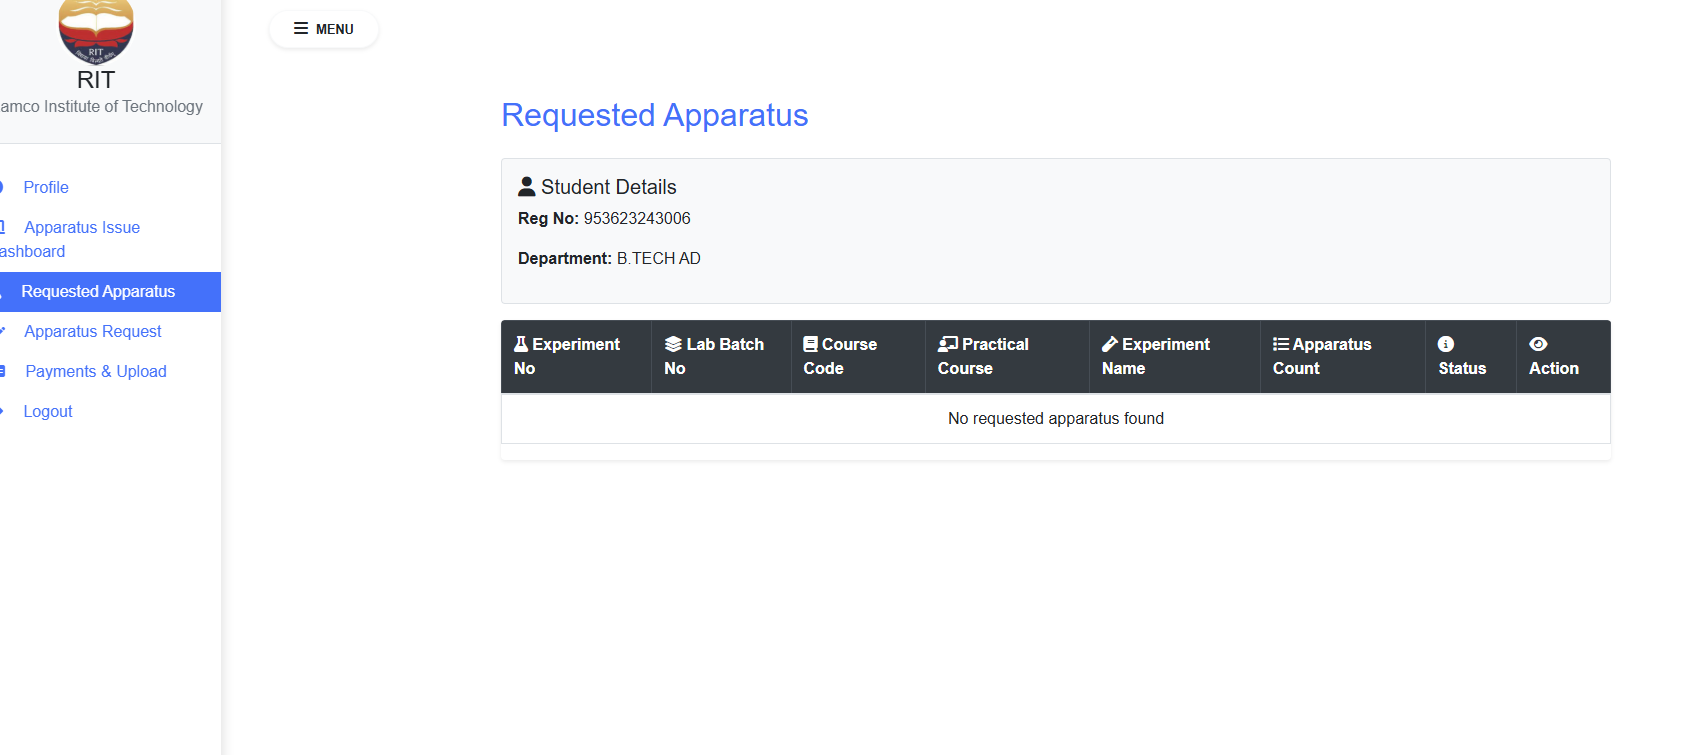 RIT
RIT
amco Institute of Technology
Profile
Apparatus Issue
ashboard
Requested Apparatus
Apparatus Request
Payments & Upload
Logout
MENU
Requested Apparatus
Student Details
Reg No: 953623243006
Department: B.TECH AD
Experiment No
Lab Batch No
Course Code
Practical Course
Experiment Name
Apparatus Count
Status
Action
No requested apparatus found